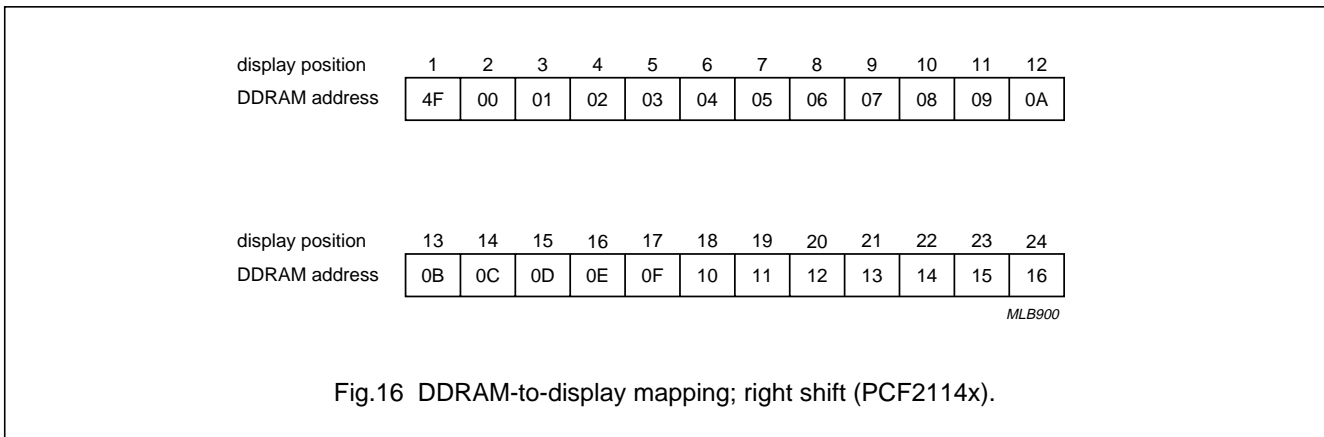 display position 1 2 3 4 5 6 7 8 9 10 11 12
DDRAM address 4F 00 01 02 03 04 05 06 07 08 09 0A
display position 13 14 15 16 17 18 19 20 21 22 23 24
DDRAM address 0B 0C 0D 0E 0F 10 11 12 13 14 15 16
MLB900
Fig.16 DDRAM-to-display mapping; right shift (PCF2114x).